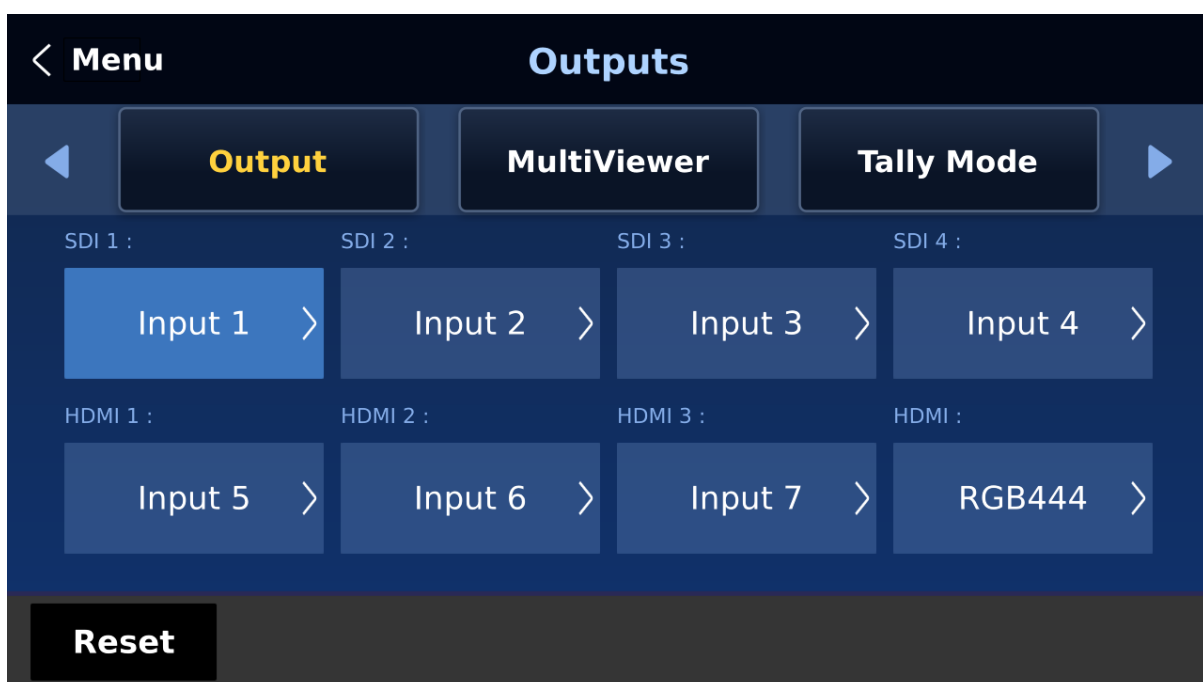 Menu
Outputs
Output
MultiViewer
Tally Mode
SDI 1 :
SDI 2 :
SDI 3 :
SDI 4 :
Input 1
Input 2
Input 3
Input 4
HDMI 1 :
HDMI 2 :
HDMI 3 :
HDMI :
Input 5
Input 6
Input 7
RGB444
Reset